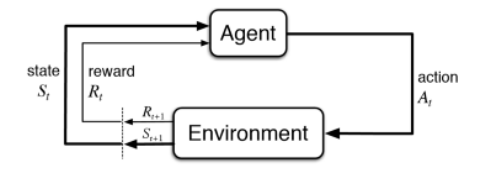 Agent
state
S_t
reward
R_t
action
A_t
R_{t+1}
S_{t+1}
Environment